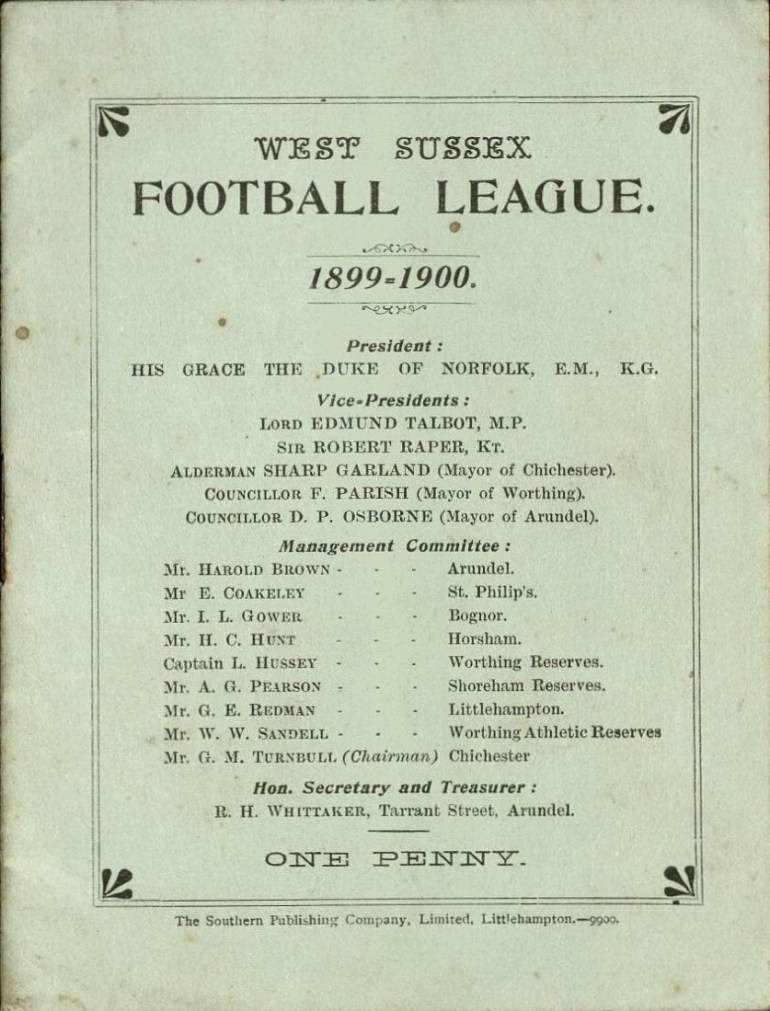 WEST SUSSEX
FOOTBALL LEAGUE.
1899-1900.
President:
HIS GRACE THE DUKE OF NORFOLK, E.M., K.G.
Vice-Presidents:
LORD EDMUND TALBOT, M.P.
SIR ROBERT RAPER, KT.
ALDERMAN SHARP GARLAND (Mayor of Chichester).
COUNCILLOR F. PARISH (Mayor of Worthing).
COUNCILLOR D. P. OSBORNE (Mayor of Arundel).
Management Committee:
Mr. HAROLD BROWN - - - Arundel.
Mr E. COAKELEY - - - St. Philip's.
Mr. I. L. GOWER - - - Bognor.
Mr. H. C. HUNT - - - Horsham.
Captain L. HUSSEY - - - Worthing Reserves.
Mr. A. G. PEARSON - - - Shoreham Reserves.
Mr. G. E. REDMAN - - - Littlehampton.
Mr. W. W. SANDELL - - - Worthing Athletic Reserves
Mr. G. M. TURNBULL (Chairman) Chichester
Hon. Secretary and Treasurer:
R. H. WHITTAKER, Tarrant Street, Arundel.
ONE PENNY.
The Southern Publishing Company, Limited, Littlehampton.—9900.